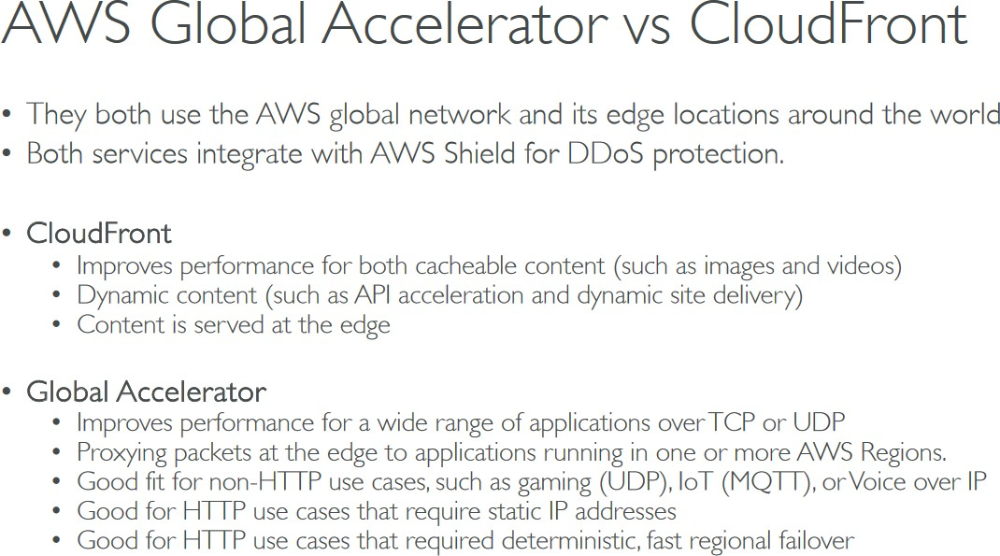 AWS Global Accelerator vs CloudFront
• They both use the AWS global network and its edge locations around the world
• Both services integrate with AWS Shield for DDoS protection.
• CloudFront
• Improves performance for both cacheable content (such as images and videos)
• Dynamic content (such as API acceleration and dynamic site delivery)
• Content is served at the edge
• Global Accelerator
• Improves performance for a wide range of applications over TCP or UDP
• Proxying packets at the edge to applications running in one or more AWS Regions.
• Good fit for non-HTTP use cases, such as gaming (UDP), IoT (MQTT), or Voice over IP
• Good for HTTP use cases that require static IP addresses
• Good for HTTP use cases that required deterministic, fast regional failover